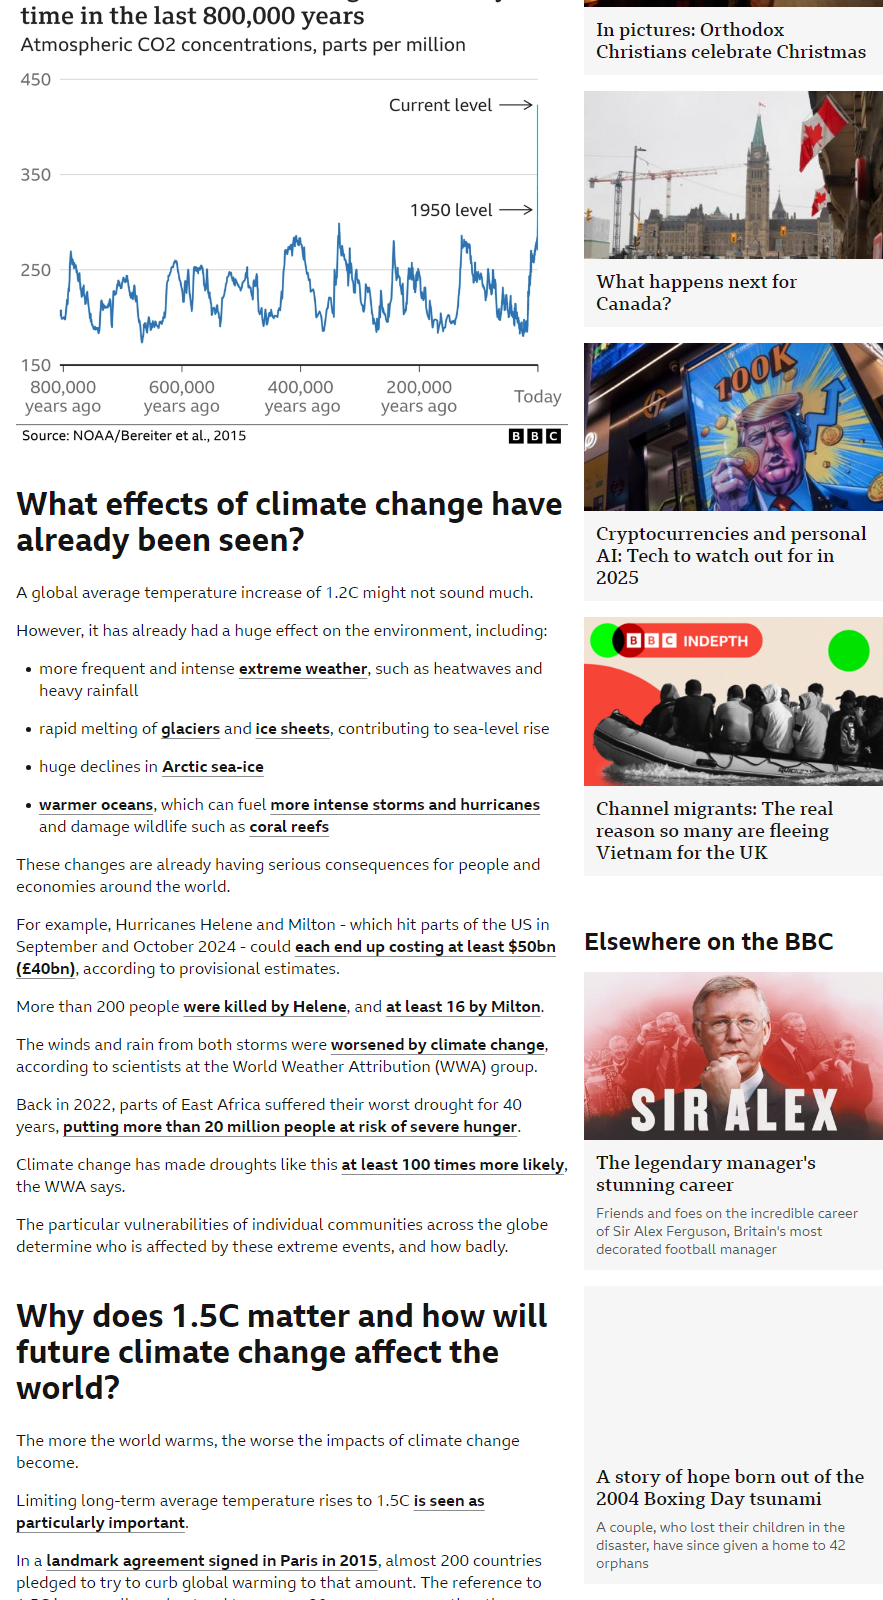 time in the last 800,000 years
Atmospheric CO2 concentrations, parts per million
450
Current level
350
1950 level
250
150
800,000 years ago
600,000 years ago
400,000 years ago
200,000 years ago
Today
Source: NOAA/Bereiter et al., 2015
BBC
What effects of climate change have
already been seen?
A global average temperature increase of 1.2C might not sound much.
However, it has already had a huge effect on the environment, including:
• more frequent and intense extreme weather, such as heatwaves and
heavy rainfall
• rapid melting of glaciers and ice sheets, contributing to sea-level rise
• huge declines in Arctic sea-ice
• warmer oceans, which can fuel more intense storms and hurricanes
and damage wildlife such as coral reefs
These changes are already having serious consequences for people and
economies around the world.
For example, Hurricanes Helene and Milton - which hit parts of the US in
September and October 2024 - could each end up costing at least $50bn
(£40bn), according to provisional estimates.
More than 200 people were killed by Helene, and at least 16 by Milton.
The winds and rain from both storms were worsened by climate change,
according to scientists at the World Weather Attribution (WWA) group.
Back in 2022, parts of East Africa suffered their worst drought for 40
years, putting more than 20 million people at risk of severe hunger.
Climate change has made droughts like this at least 100 times more likely,
the WWA says.
The particular vulnerabilities of individual communities across the globe
determine who is affected by these extreme events, and how badly.
Why does 1.5C matter and how will
future climate change affect the
world?
The more the world warms, the worse the impacts of climate change
become.
Limiting long-term average temperature rises to 1.5C is seen as
particularly important.
In a landmark agreement signed in Paris in 2015, almost 200 countries
pledged to try to curb global warming to that amount. The reference to
In pictures: Orthodox
Christians celebrate Christmas
What happens next for
Canada?
100K
Cryptocurrencies and personal
AI: Tech to watch out for in
2025
BBC INDEPTH
Channel migrants: The real
reason so many are fleeing
Vietnam for the UK
Elsewhere on the BBC
SIR ALEX
The legendary manager's
stunning career
Friends and foes on the incredible career
of Sir Alex Ferguson, Britain's most
decorated football manager
A story of hope born out of the
2004 Boxing Day tsunami
A couple, who lost their children in the
disaster, have since given a home to 42
orphans